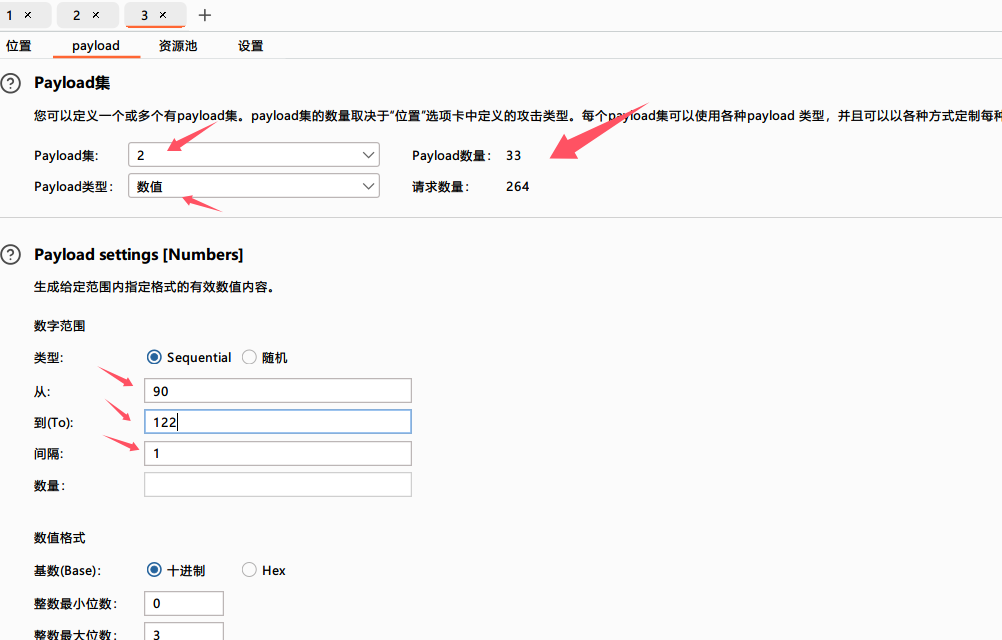 1 × 2 × 3 × +
位置 payload 资源池 设置
? Payload集
您可以定义一个或多个有payload集。payload集的数量取决于“位置”选项卡中定义的攻击类型。每个payload集可以使用各种payload 类型，并且可以以各种方式定制每种
Payload集: 2 Payload数量： 33
Payload类型： 数值 请求数量： 264
? Payload settings [Numbers]
生成给定范围内指定格式的有效数值内容。
数字范围
类型: Sequential 随机
从: 90
到(To): 122
间隔: 1
数量：
数值格式
基数(Base): 十进制 Hex
整数最小位数： 0
整数最大位数： 3